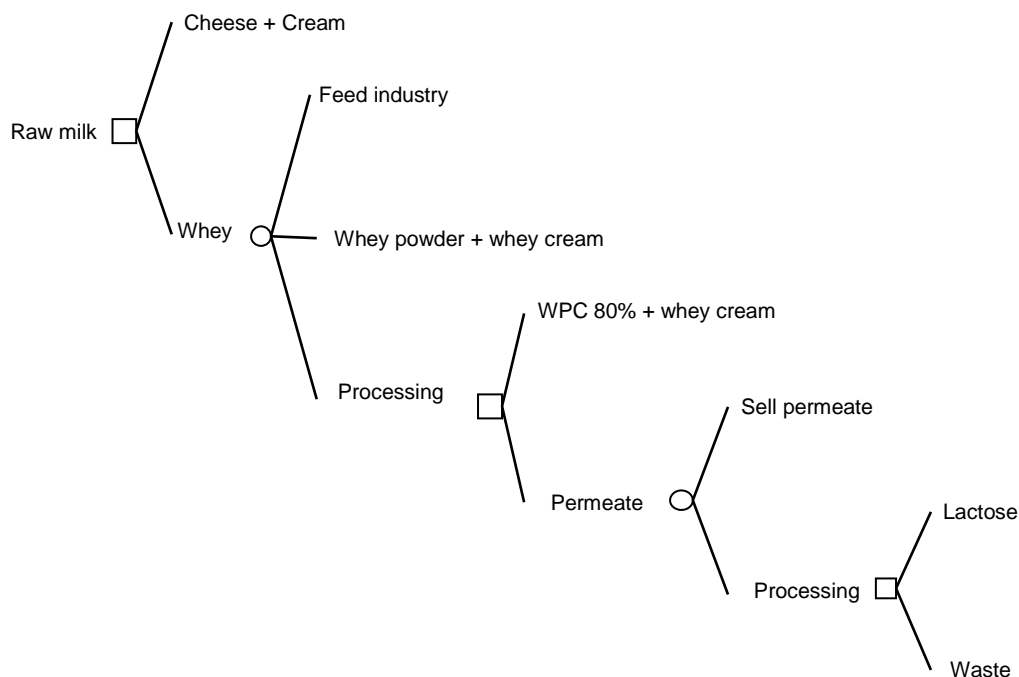 Cheese + Cream
Feed industry
Raw milk
Whey
Whey powder + whey cream
WPC 80% + whey cream
Processing
Sell permeate
Permeate
Lactose
Processing
Waste